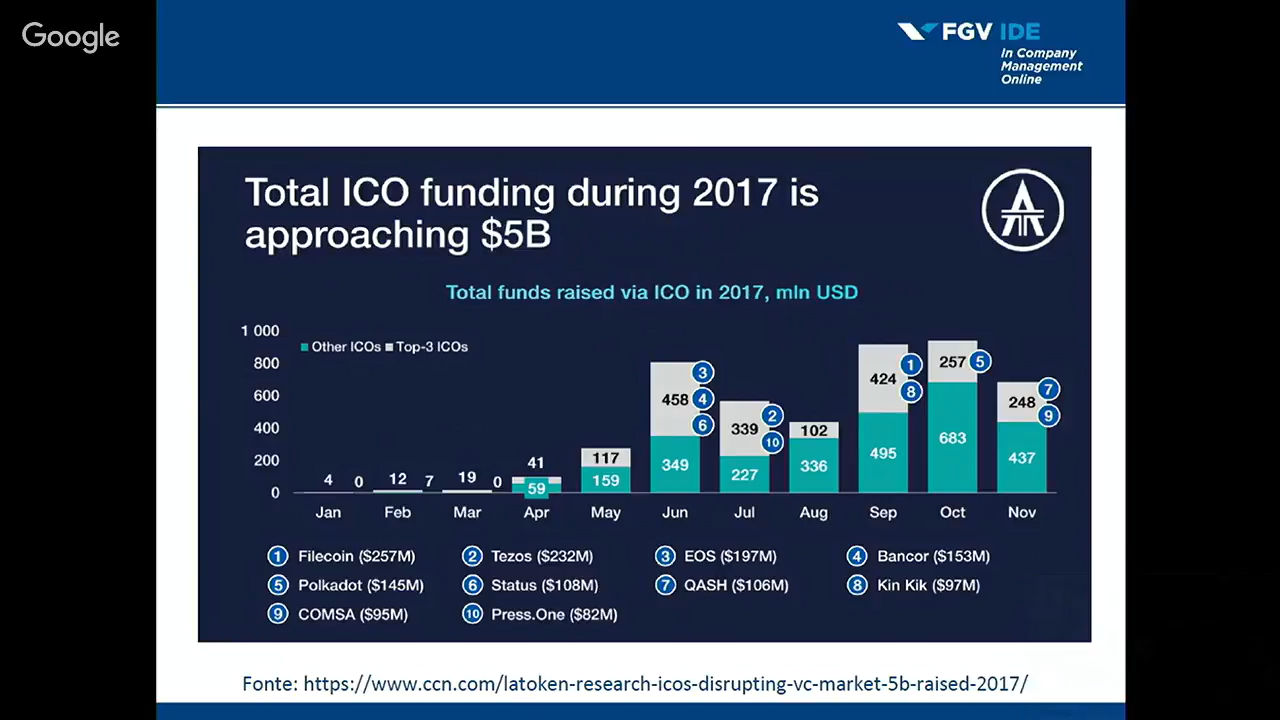 Google
FGV IDE
In Company
Management
Online
Total ICO funding during 2017 is
approaching $5B
Total funds raised via ICO in 2017, mln USD
1 000
Other ICOs Top-3 ICOs
800
600
400
200
0
4 0 12 7 19 0 41 59 117 159 458 349 339 227 102 336 424 495 257 683 248 437
3 4 6 2 10 1 8 5 7 9
Jan Feb Mar Apr May Jun Jul Aug Sep Oct Nov
1 Filecoin ($257M) 2 Tezos ($232M) 3 EOS ($197M) 4 Bancor ($153M)
5 Polkadot ($145M) 6 Status ($108M) 7 QASH ($106M) 8 Kin Kik ($97M)
9 COMSA ($95M) 10 Press.One ($82M)
Fonte: https://www.ccn.com/latoken-research-icos-disrupting-vc-market-5b-raised-2017/